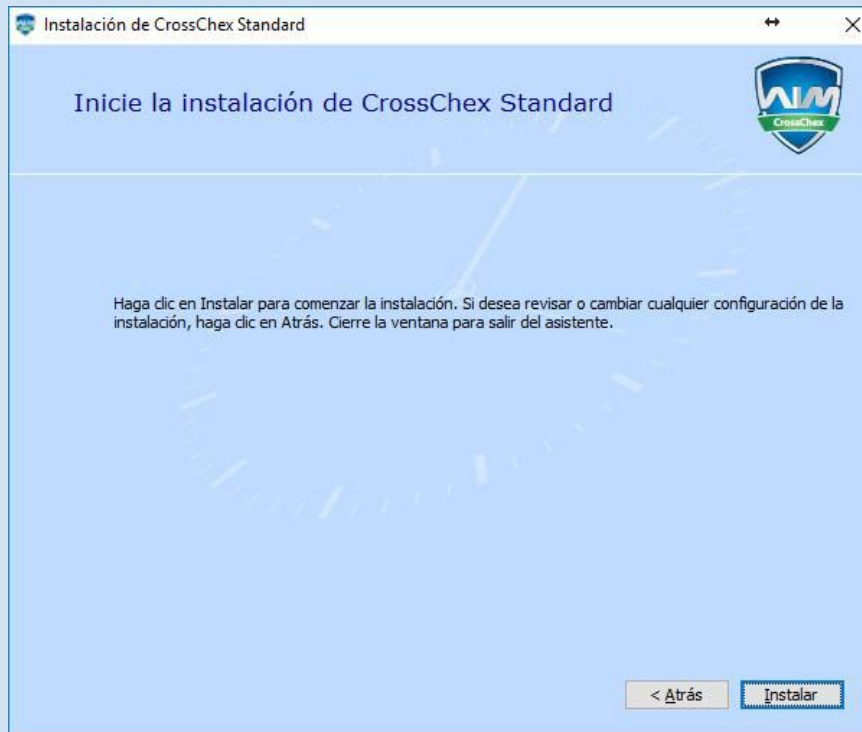 Instalación de CrossChex Standard
Inicie la instalación de CrossChex Standard
AIM
CrossChex
Haga clic en Instalar para comenzar la instalación. Si desea revisar o cambiar cualquier configuración de la
instalación, haga clic en Atrás. Cierre la ventana para salir del asistente.
< Atrás
Instalar